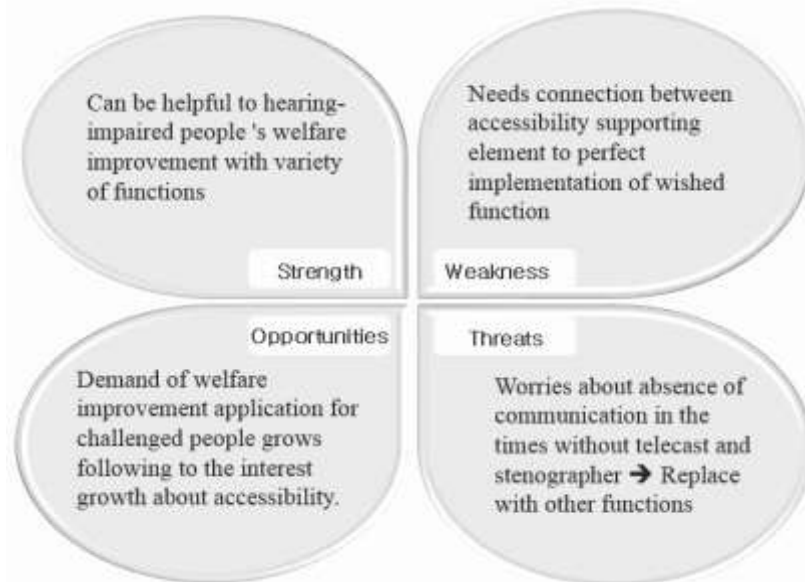 Can be helpful to hearing-
impaired people 's welfare
improvement with variety
of functions
Strength
Needs connection between
accessibility supporting
element to perfect
implementation of wished
function
Weakness
Opportunities
Demand of welfare
improvement application for
challenged people grows
following to the interest
growth about accessibility.
Threats
Worries about absence of
communication in the
times without telecast and
stenographer ➔ Replace
with other functions